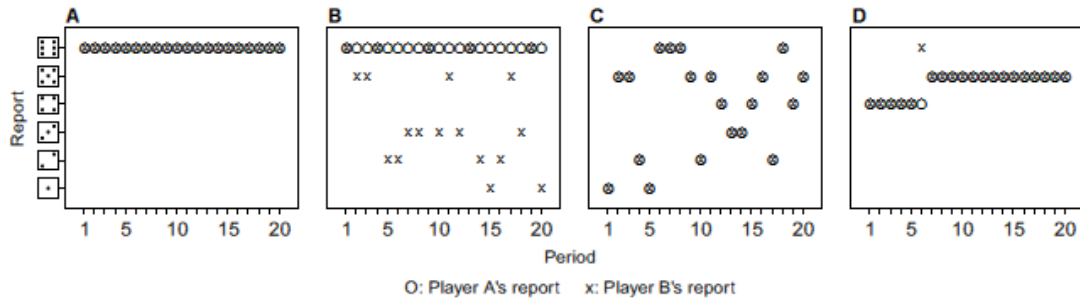 A B C D
Report
1 5 10 15 20 1 5 10 15 20 1 5 10 15 20 1 5 10 15 20
Period
O: Player A's report x: Player B's report